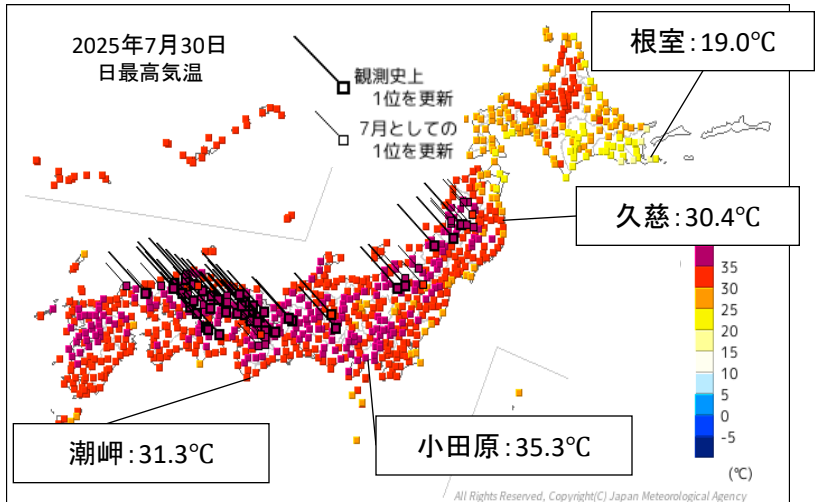 2025年7月30日
日最高気温
観測史上
1位を更新
7月としての
1位を更新
根室：19.0℃
久慈：30.4℃
35
30
25
20
15
10
5
0
-5
(℃)
潮岬：31.3℃
小田原：35.3℃
All Rights Reserved, Copyright(C) Japan Meteorological Agency